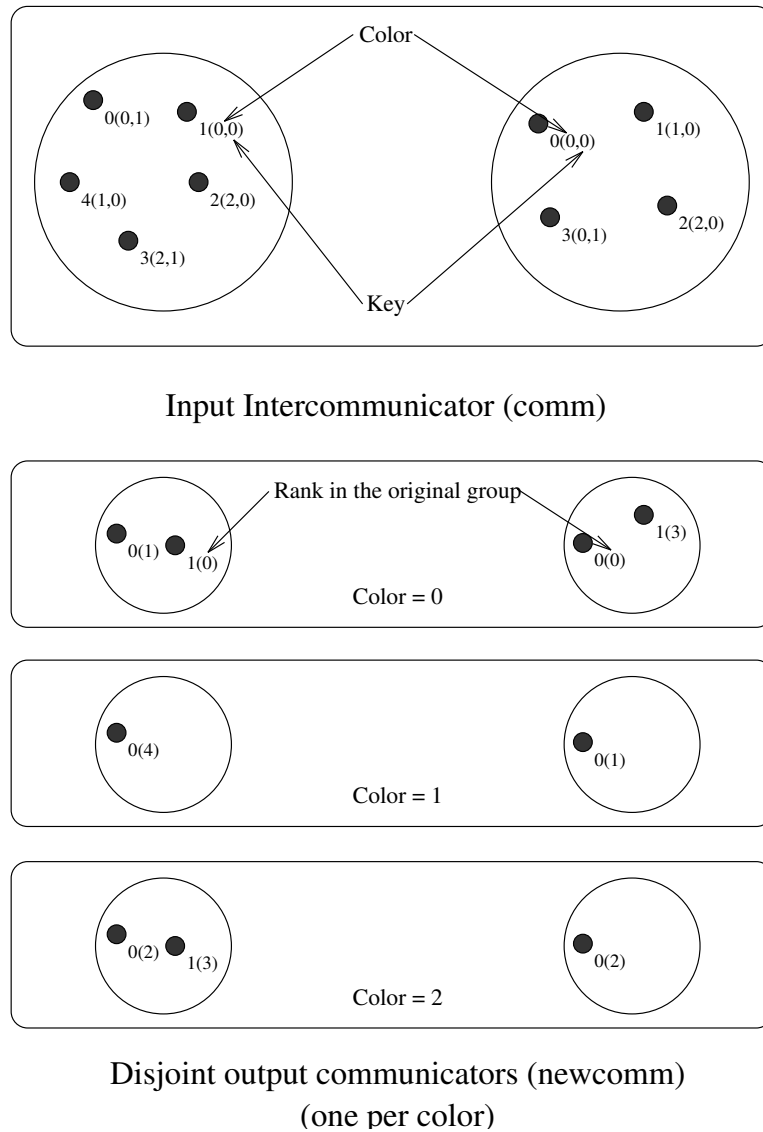 Color
0(0,1)
1(0,0)
4(1,0)
2(2,0)
3(2,1)
0(0,0)
1(1,0)
3(0,1)
2(2,0)
Key
Input Intercommunicator (comm)
Rank in the original group
0(1)
1(0)
0(0)
1(3)
Color = 0
0(4)
0(1)
Color = 1
0(2)
1(3)
0(2)
Color = 2
Disjoint output communicators (newcomm)
(one per color)